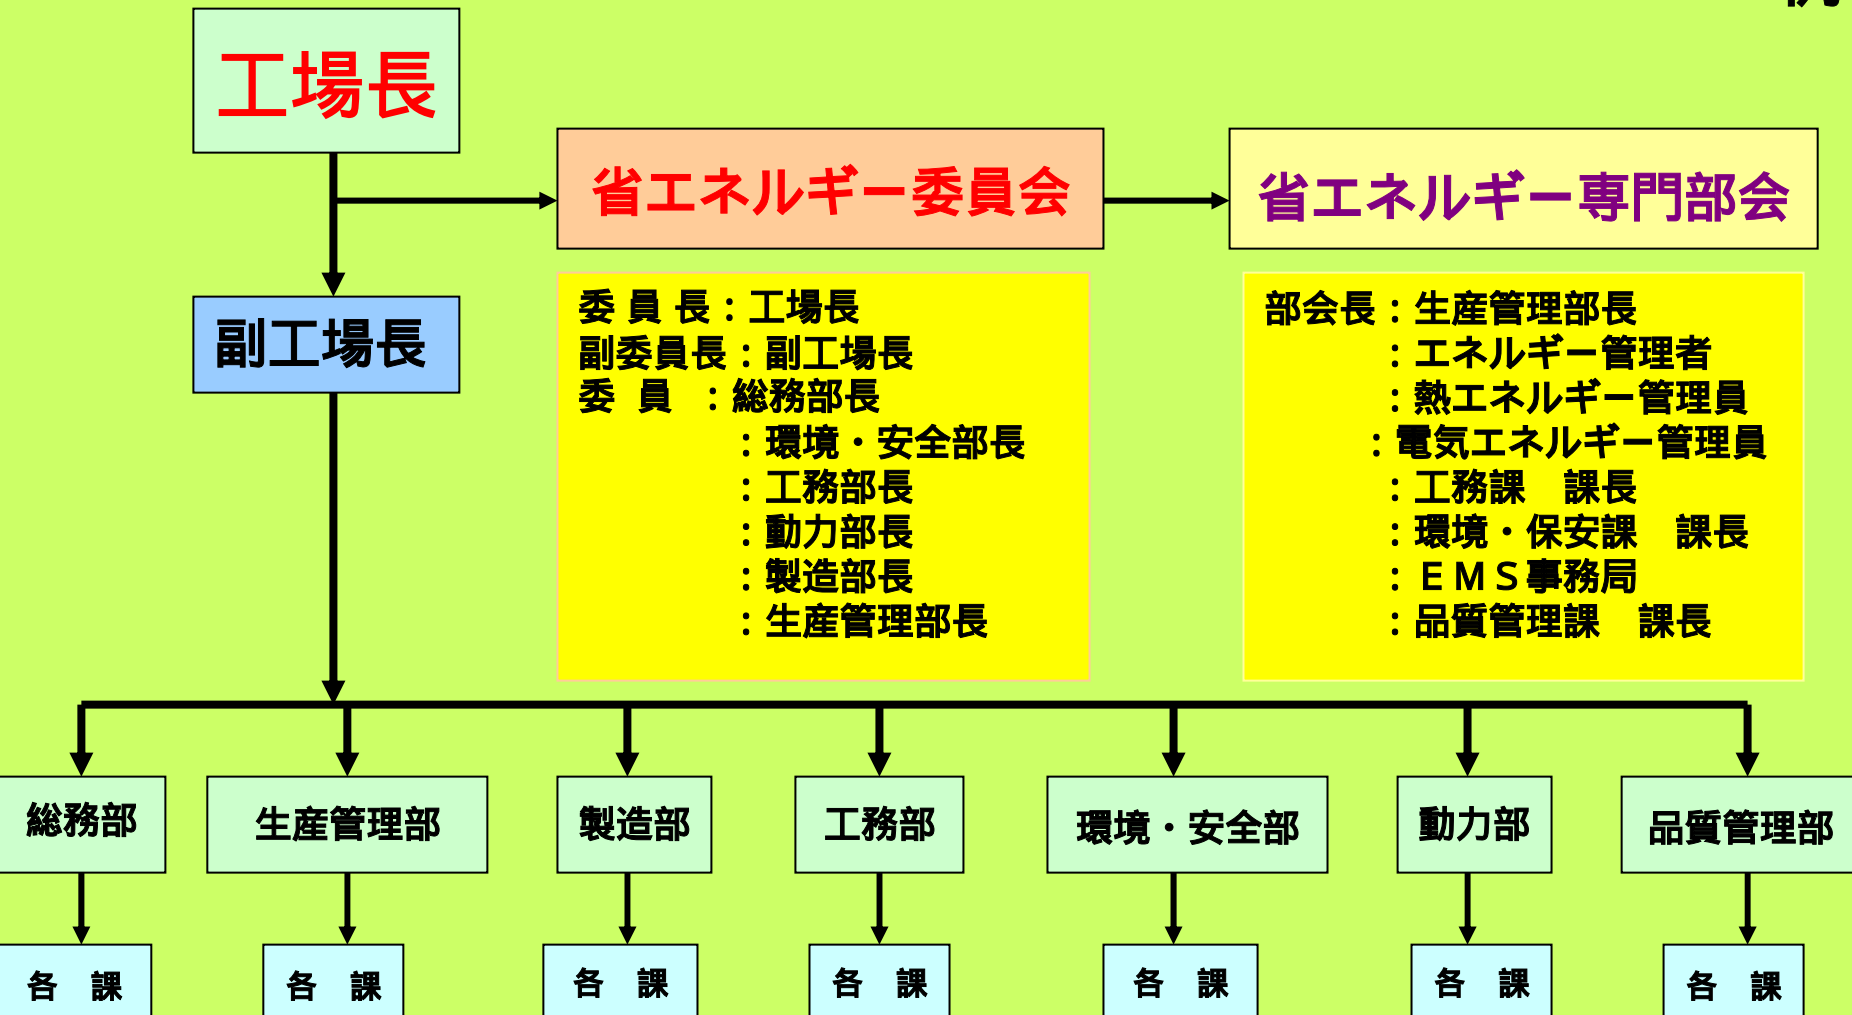 工場長
省エネルギー委員会
省エネルギー専門部会
副工場長
委 員 長：工場長
副委員長：副工場長
委　員　：総務部長
：環境・安全部長
：工務部長
：動力部長
：製造部長
：生産管理部長
部会長：生産管理部長
：エネルギー管理者
：熱エネルギー管理員
：電気エネルギー管理員
：工務課　課長
：環境・保安課　課長
：ＥＭＳ事務局
：品質管理課　課長
総務部
生産管理部
製造部
工務部
環境・安全部
動力部
品質管理部
各　課
各　課
各　課
各　課
各　課
各　課
各　課